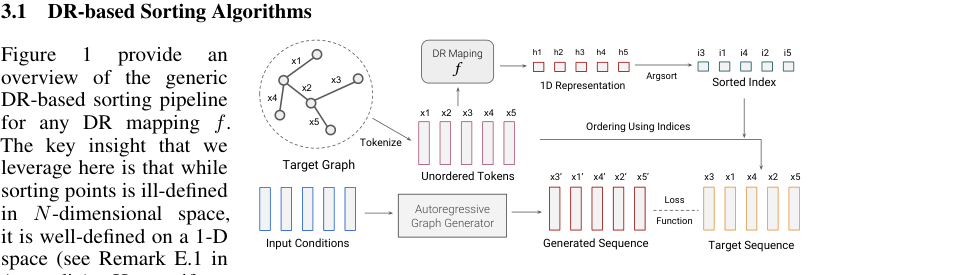 3.1 DR-based Sorting Algorithms
Figure 1 provide an
overview of the generic
DR-based sorting pipeline
for any DR mapping f.
The key insight that we
leverage here is that while
sorting points is ill-defined
in N-dimensional space,
it is well-defined on a 1-D
space (see Remark E.1 in
x1
x2
x3
x4
x5
Target Graph
Tokenize
DR Maping
f
x1 x2 x3 x4 x5
Unordered Tokens
h1 h2 h3 h4 h5
1D Representation
Argsort
i3 i1 i4 i2 i5
Sorted Index
Ordering Using Indices
Input Conditions
Autoregressive
Graph Generator
x3' x1' x4' x2' x5'
Generated Sequence
Loss
Function
x3 x1 x4 x2 x5
Target Sequence